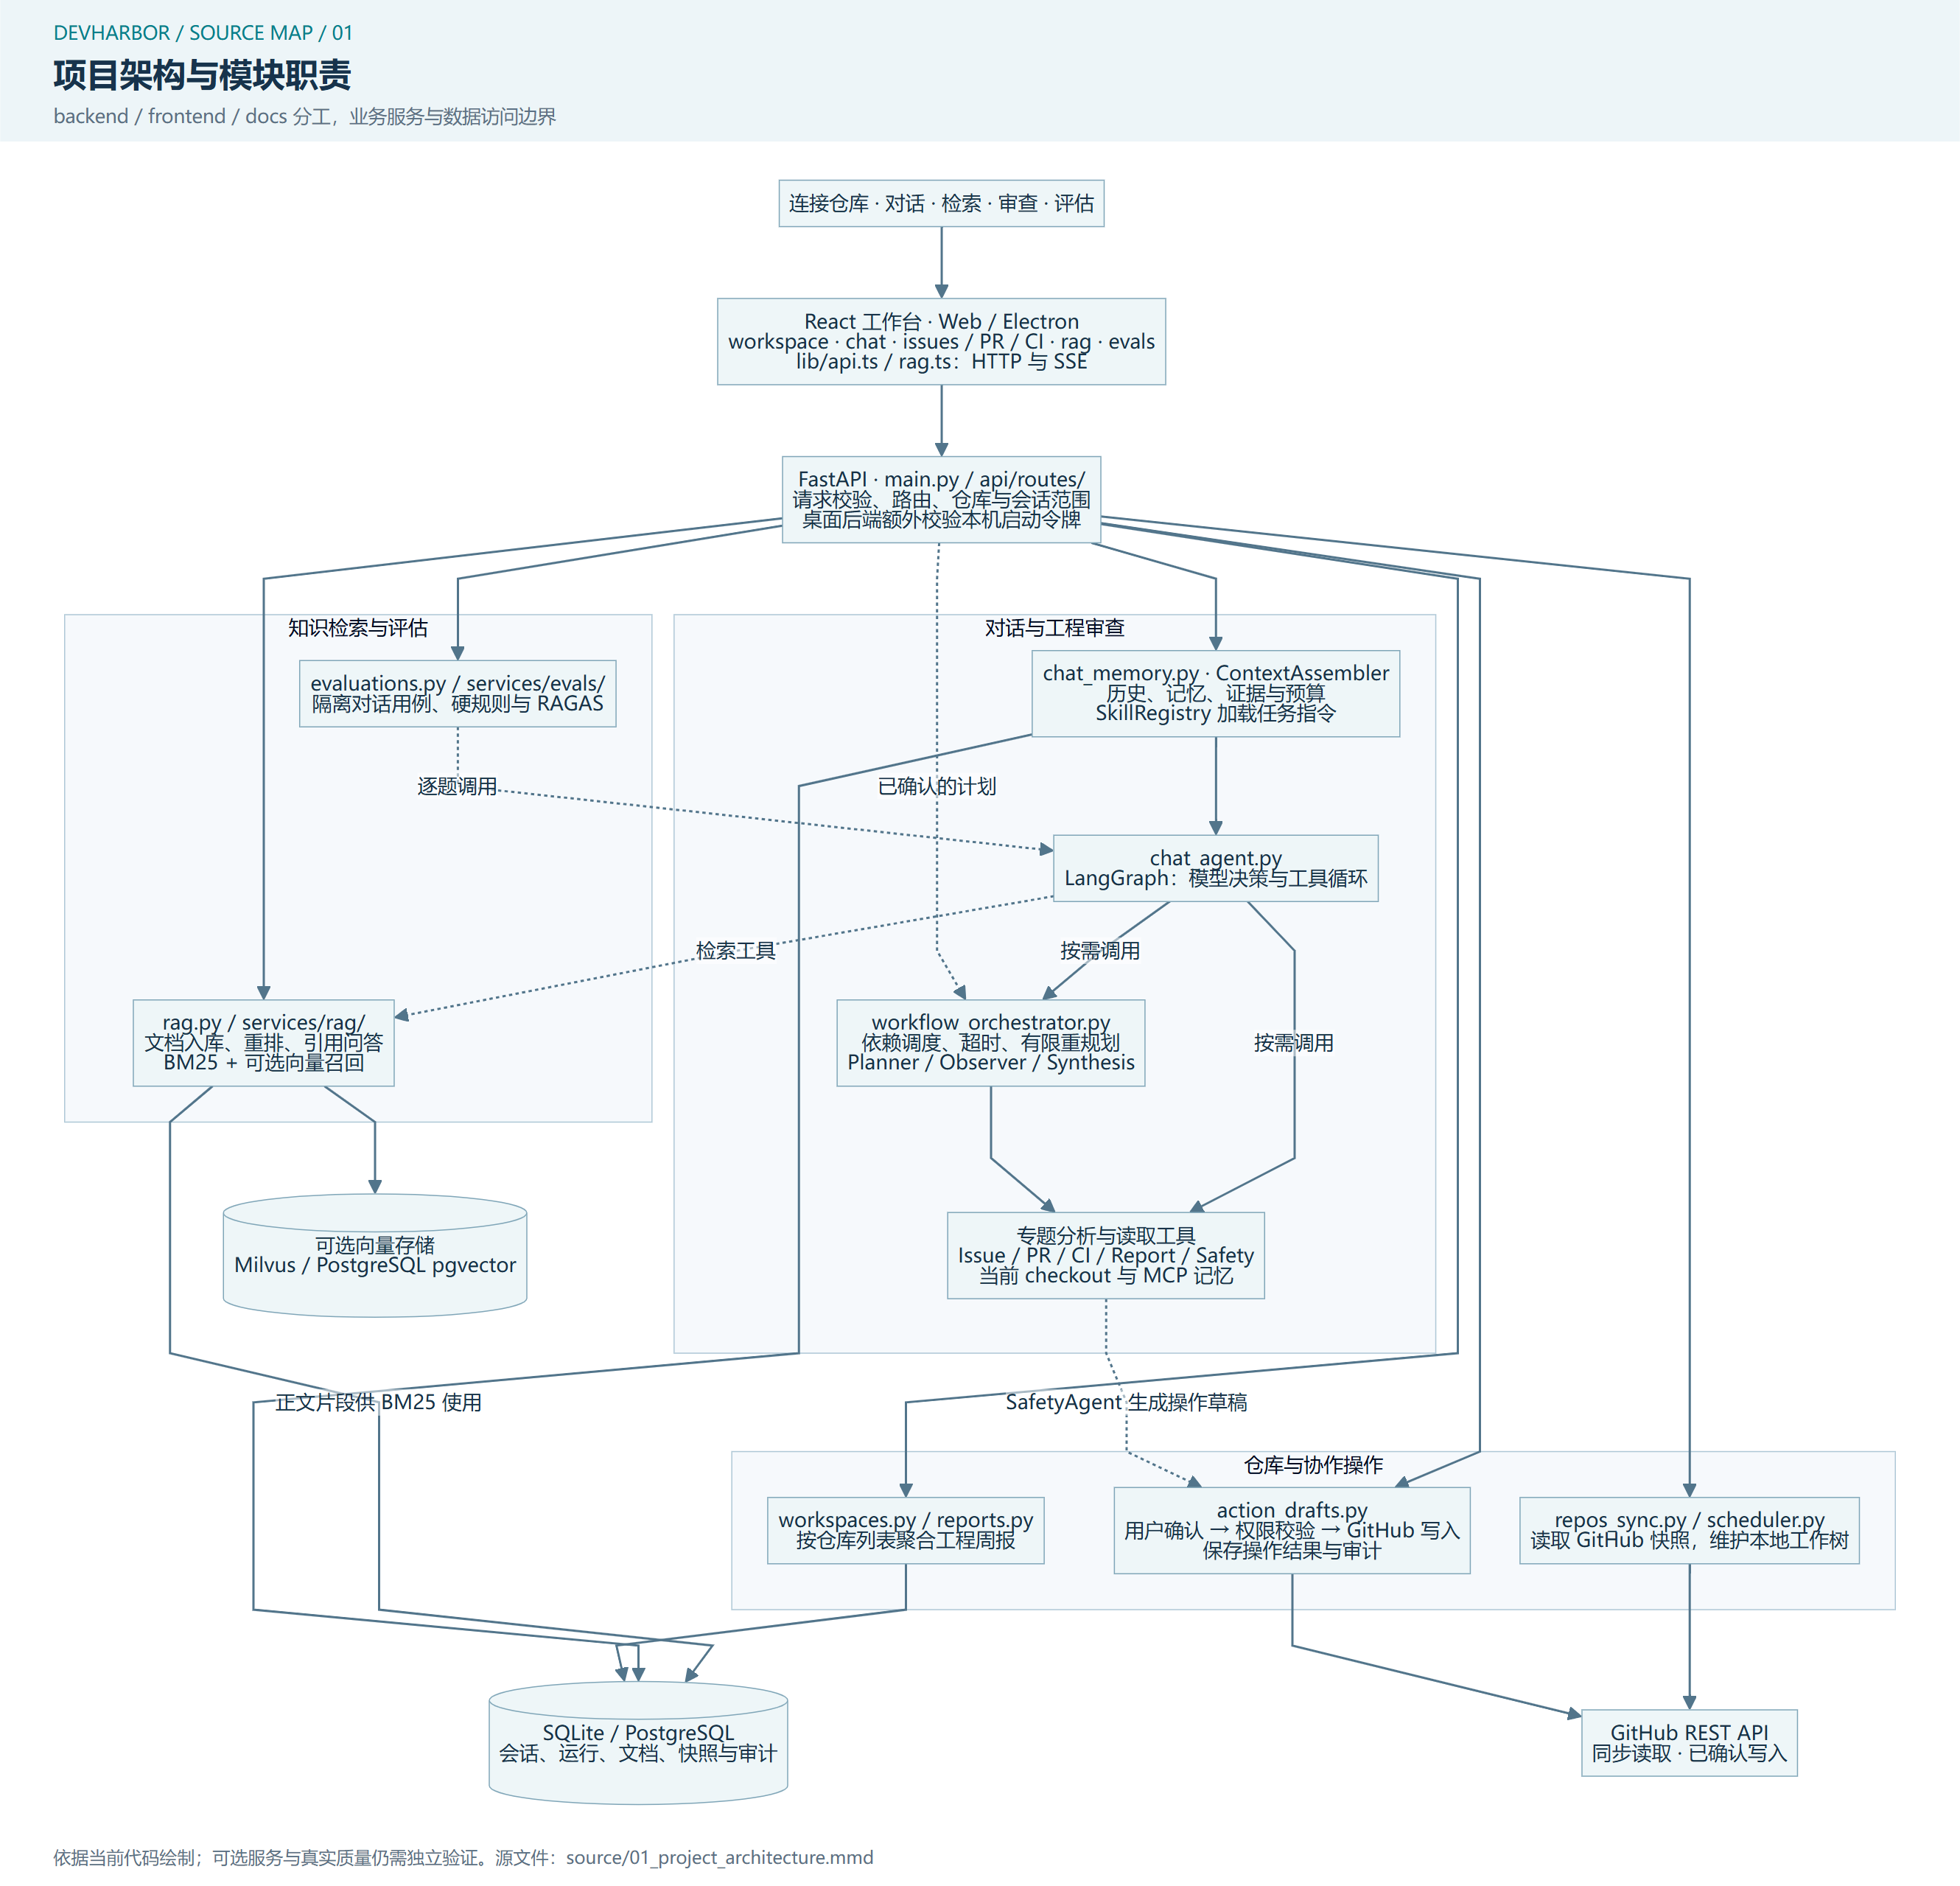 DEVHARBOR / SOURCE MAP / 01
项目架构与模块职责
backend / frontend / docs 分工，业务服务与数据访问边界
连接仓库 · 对话 · 检索 · 审查 · 评估
React 工作台 · Web / Electron
workspace · chat · issues / PR / CI · rag · evals
lib/api.ts / rag.ts：HTTP 与 SSE
FastAPI · main.py / api/routes/
请求校验、路由、仓库与会话范围
桌面后端额外校验本机启动令牌
知识检索与评估
对话与工程审查
evaluations.py / services/evals/
隔离对话用例、硬规则与 RAGAS
chat_memory.py · ContextAssembler
历史、记忆、证据与预算
SkillRegistry 加载任务指令
逐题调用
已确认的计划
chat_agent.py
LangGraph：模型决策与工具循环
检索工具
按需调用
rag.py / services/rag/
文档入库、重排、引用问答
BM25 + 可选向量召回
workflow_orchestrator.py
依赖调度、超时、有限重规划
Planner / Observer / Synthesis
按需调用
可选向量存储
Milvus / PostgreSQL pgvector
专题分析与读取工具
Issue / PR / CI / Report / Safety
当前 checkout 与 MCP 记忆
正文片段供 BM25 使用
SafetyAgent 生成操作草稿
仓库与协作操作
workspaces.py / reports.py
按仓库列表聚合工程周报
action_drafts.py
用户确认 → 权限校验 → GitHub 写入
保存操作结果与审计
repos_sync.py / scheduler.py
读取 GitHub 快照，维护本地工作树
SQLite / PostgreSQL
会话、运行、文档、快照与审计
GitHub REST API
同步读取 · 已确认写入
依据当前代码绘制；可选服务与真实质量仍需独立验证。源文件：source/01_project_architecture.mmd